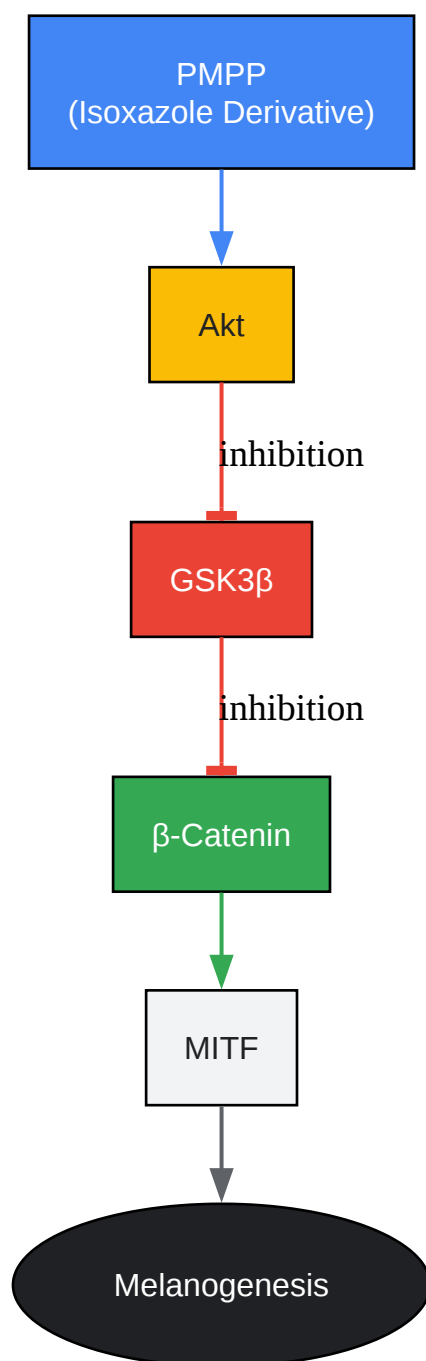 PMPP
(Isoxazole Derivative)
Akt
inhibition
GSK3β
inhibition
β-Catenin
MITF
Melanogenesis